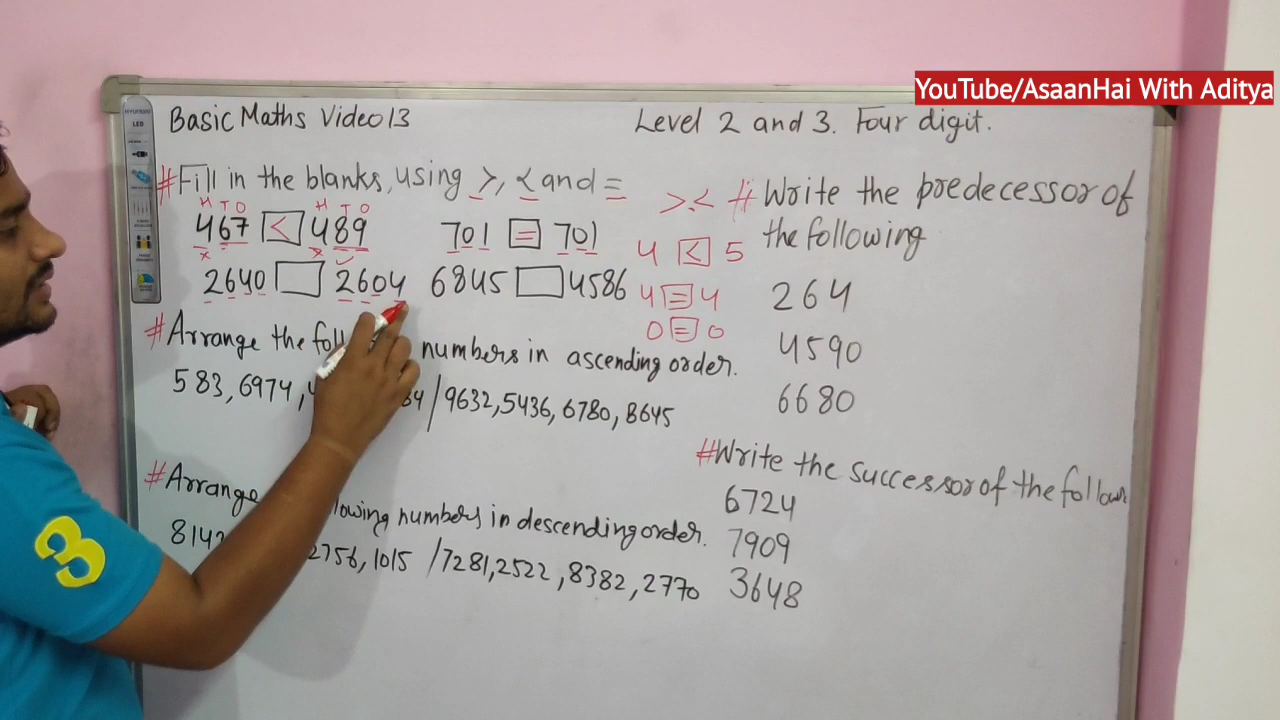 YouTube/AsaanHai With Aditya
Basic Maths Video 13
Level 2 and 3. Four digit.
#Fill in the blanks, using >, < and =
H T O H T O
467 < 489
701 = 701
2640 □ 2604
6845 □ 4586
> . <
4 < 5
4 = 4
0 = 0
# Write the predecessor of
the following
264
4590
6680
#Arrange the numbers in ascending order.
583, 6974, / 9632, 5436, 6780, 8645
#Arrange numbers in descending order.
2756, 1015 / 7281, 2522, 8382, 2770
#Write the successor of the follow
6724
7909
3648
HYUNDAI
LED
3